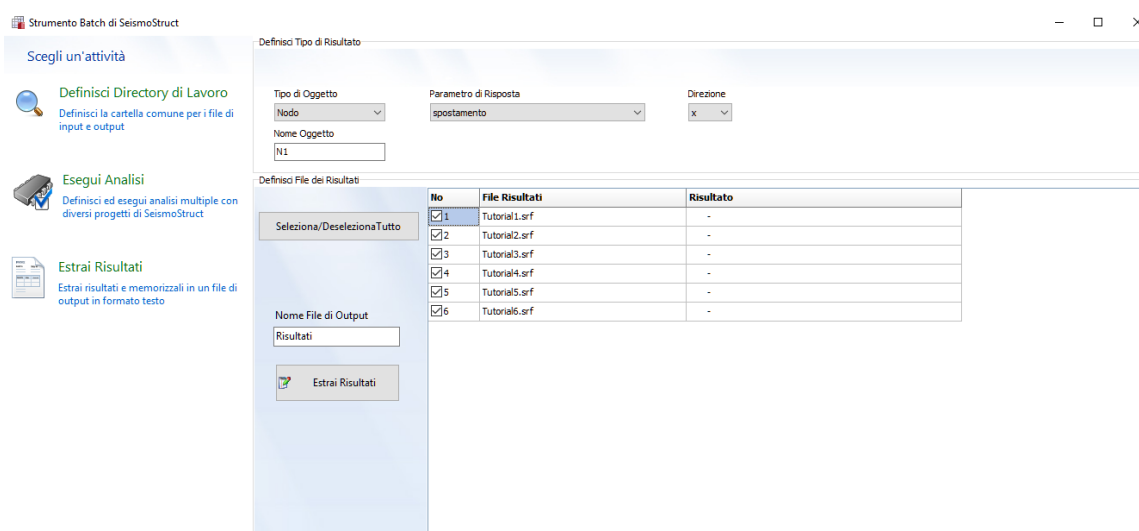 Strumento Batch di SeismoStruct
Scegli un'attività
Definisci Directory di Lavoro
Definisci la cartella comune per i file di
input e output
Esegui Analisi
Definisci ed esegui analisi multiple con
diversi progetti di SeismoStruct
Estrai Risultati
Estrai risultati e memorizzali in un file di
output in formato testo
Definisci Tipo di Risultato
Tipo di Oggetto Parametro di Risposta Direzione
Nodo spostamento x
Nome Oggetto
N1
Definisci File dei Risultati
Seleziona/DeselezionaTutto
Nome File di Output
Risultati
Estrai Risultati
No File Risultati Risultato
1 Tutorial1.srf -
2 Tutorial2.srf -
3 Tutorial3.srf -
4 Tutorial4.srf -
5 Tutorial5.srf -
6 Tutorial6.srf -